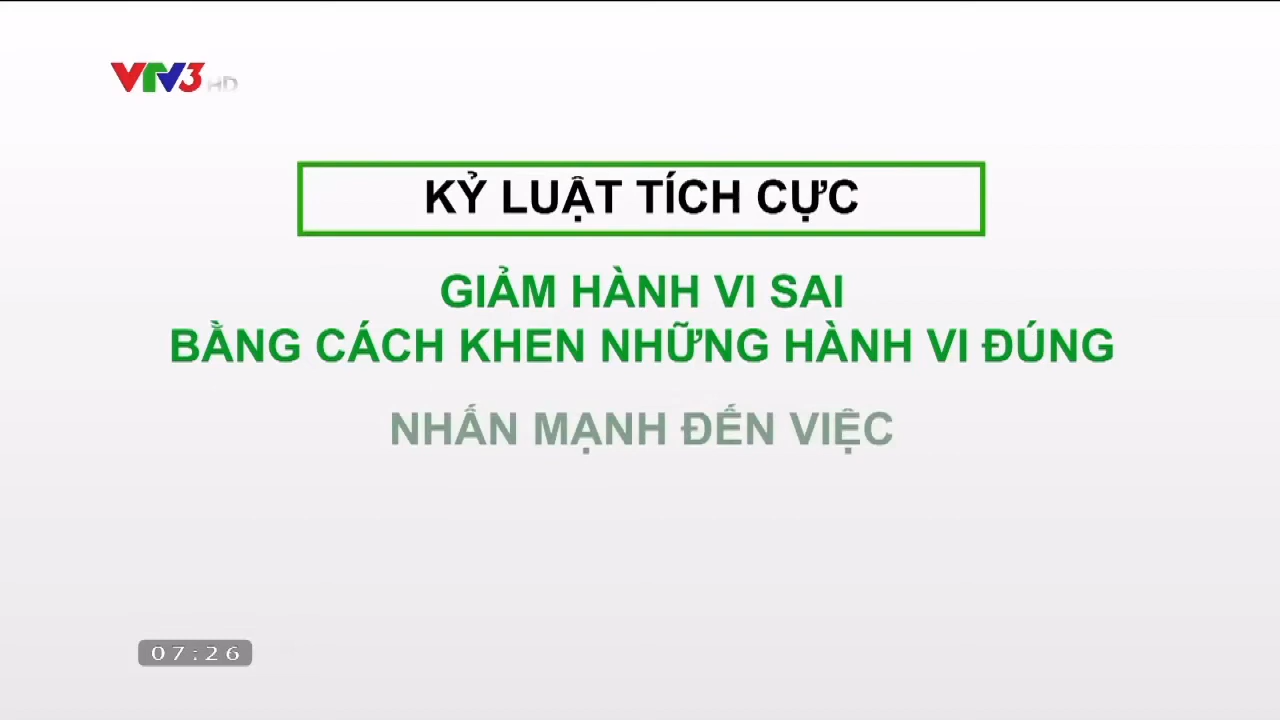 VTV3 HD
KỶ LUẬT TÍCH CỰC
GIẢM HÀNH VI SAI
BẰNG CÁCH KHEN NHỮNG HÀNH VI ĐÚNG
NHẤN MẠNH ĐẾN VIỆC
07:26